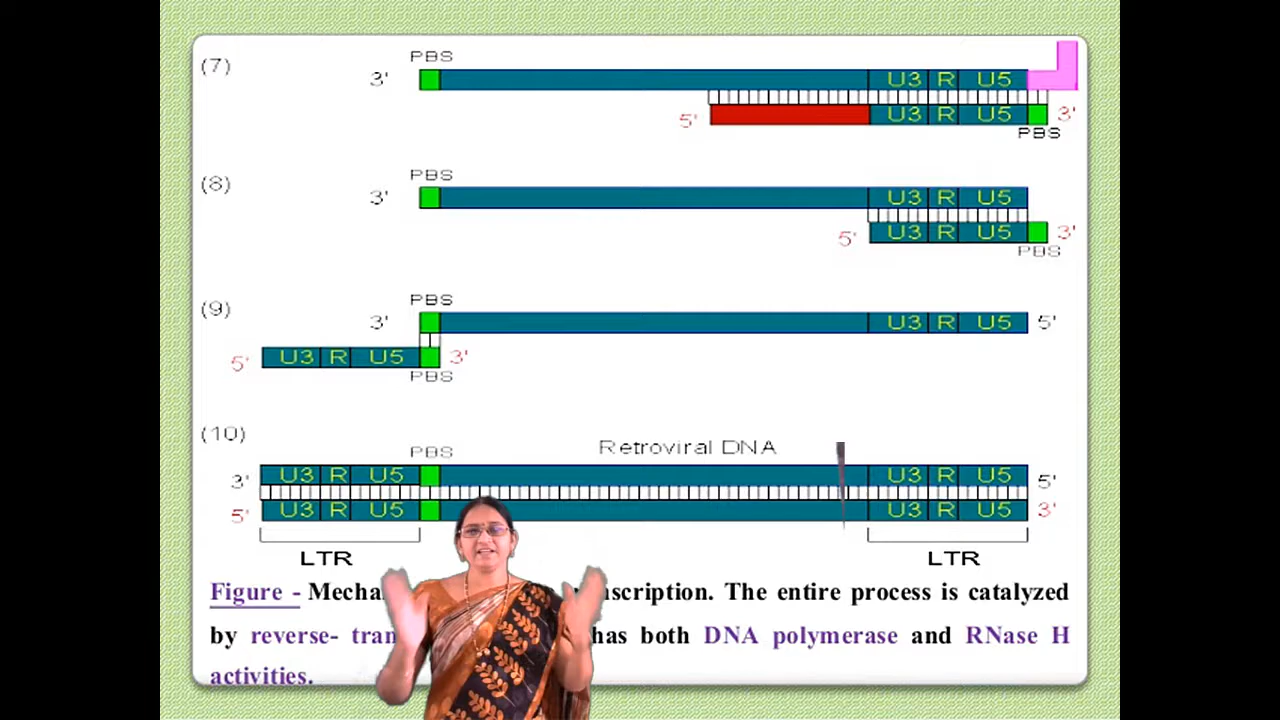 PBS
(7) 3' U3 R U5
5' U3 R U5 3'
PBS
PBS
(8) 3' U3 R U5
5' U3 R U5 3'
PBS
PBS
(9) 3' U3 R U5 5'
5' U3 R U5 3'
PBS
(10) Retroviral DNA
PBS
3' U3 R U5 U3 R U5 5'
5' U3 R U5 U3 R U5 3'
LTR LTR
Figure - The entire process is catalyzed
by reverse- has both DNA polymerase and RNase H
activities.